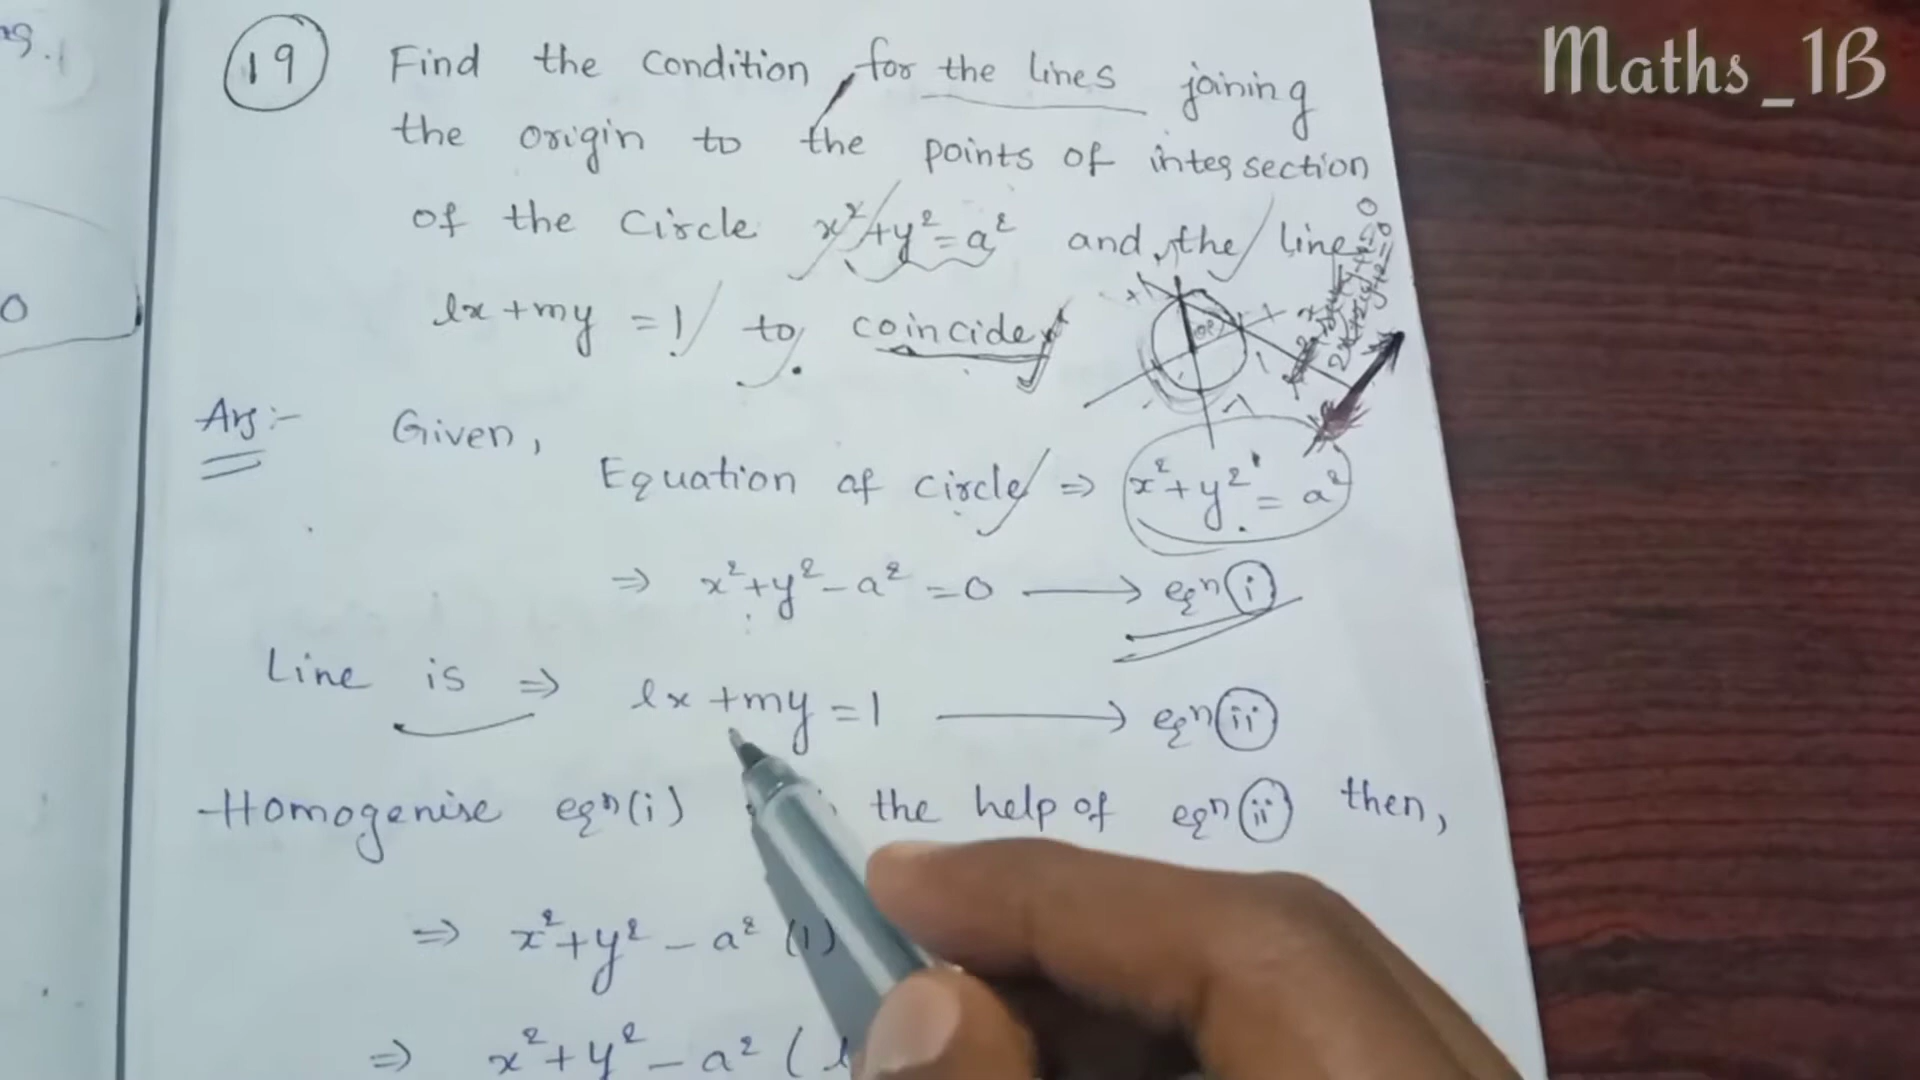 Maths_1B
19 Find the condition for the lines joining
the origin to the points of intersection
of the circle x²+y²=a² and the line
lx+my=1 to coincide
Ans:- Given,
Equation of circle ⇒ x²+y²=a²
⇒ x²+y²-a²=0 → eqn (i)
Line is ⇒ lx+my=1 → eqn (ii)
Homogenise eqn(i) the help of eqn (ii) then,
⇒ x²+y²-a²(1)
⇒ x²+y²-a²(l